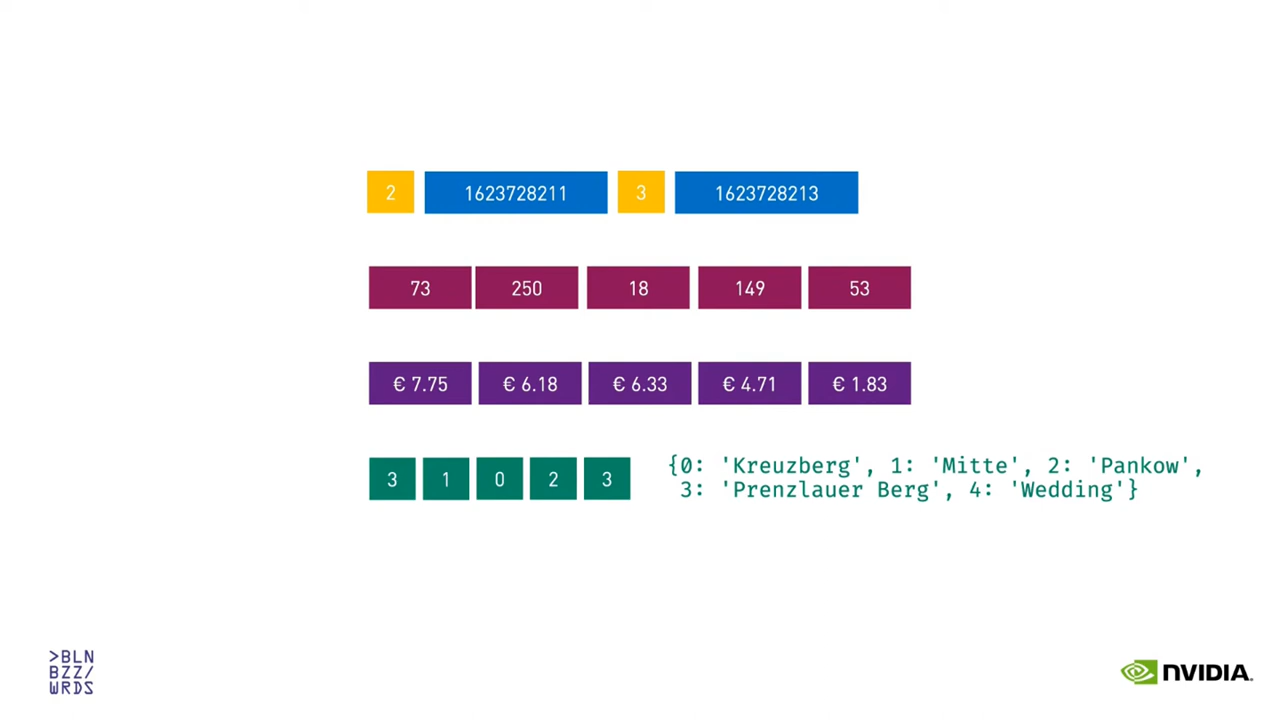 2 1623728211 3 1623728213
73 250 18 149 53
€ 7.75 € 6.18 € 6.33 € 4.71 € 1.83
3 1 0 2 3 {0: 'Kreuzberg', 1: 'Mitte', 2: 'Pankow',
3: 'Prenzlauer Berg', 4: 'Wedding'}
>BLN
BZZ/
WRDS
NVIDIA.